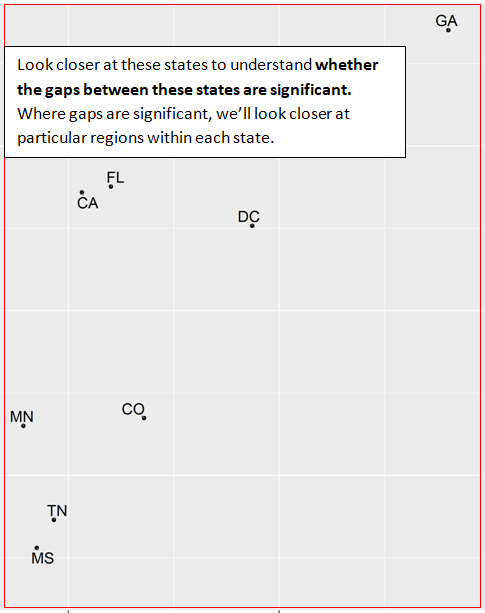 GA
Look closer at these states to understand whether
the gaps between these states are significant.
Where gaps are significant, we’ll look closer at
particular regions within each state.
FL
CA
DC
CO
MN
TN
MS